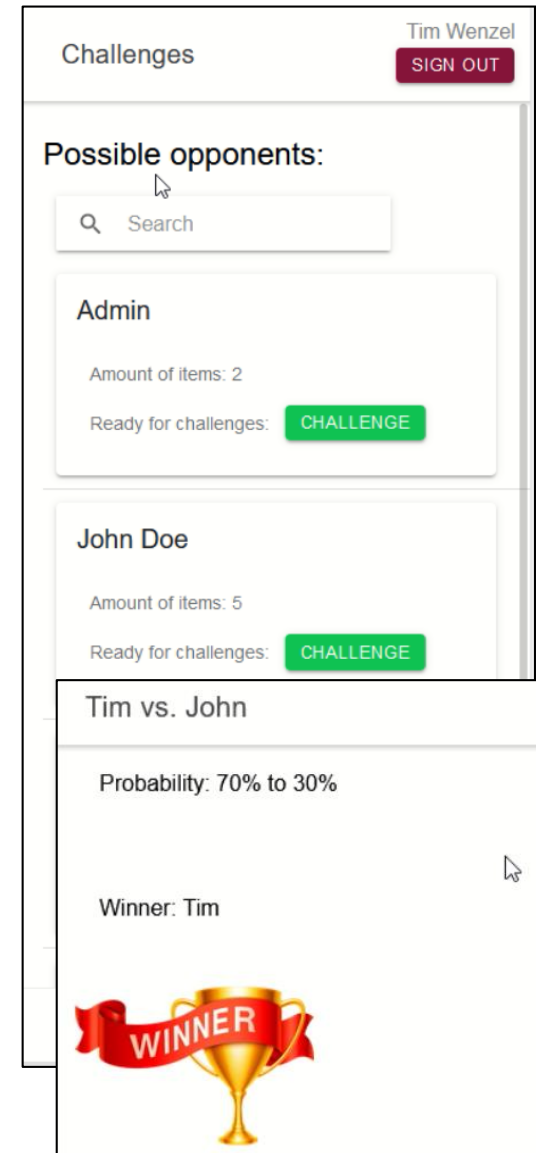 Challenges
Tim Wenzel
SIGN OUT
Possible opponents:
Search
Admin
Amount of items: 2
Ready for challenges: CHALLENGE
John Doe
Amount of items: 5
Ready for challenges: CHALLENGE
Tim vs. John
Probability: 70% to 30%
Winner: Tim
WINNER